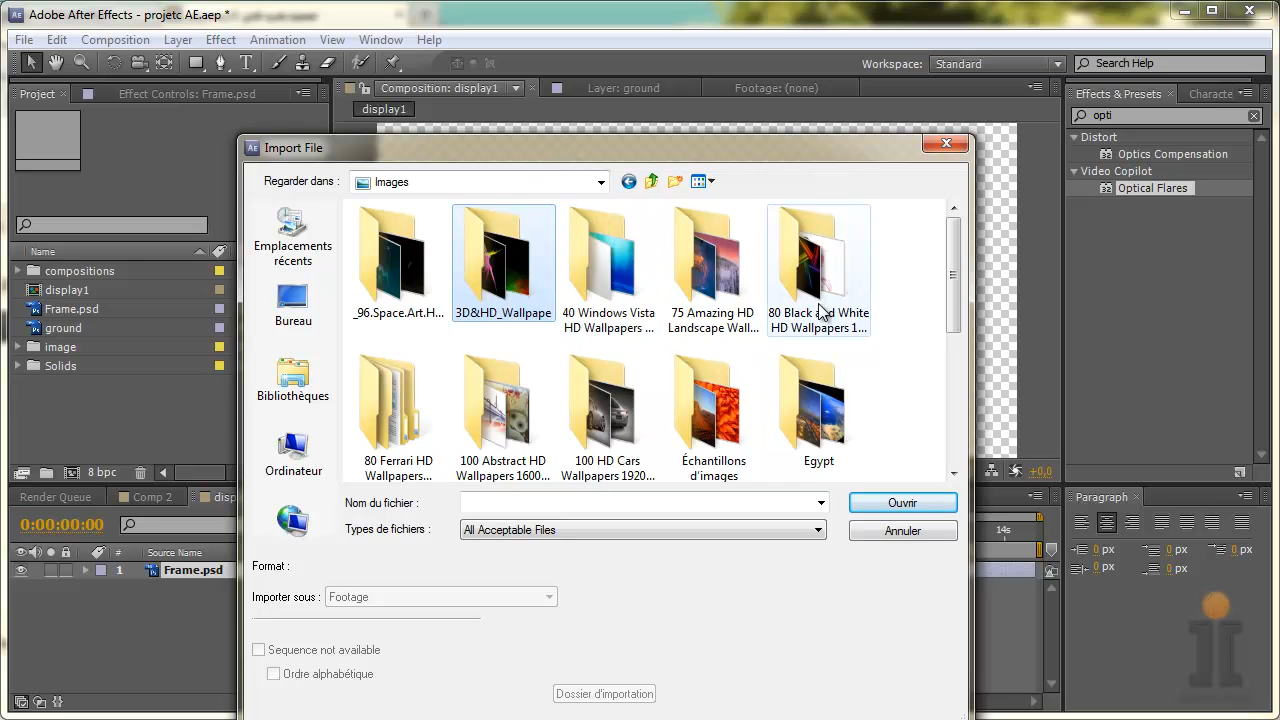 Adobe After Effects - projetc AE.aep *
File Edit Composition Layer Effect Animation View Window Help
Workspace: Standard Search Help
Project Effect Controls: Frame.psd Composition: display1 Layer: ground Footage: (none) Effects & Presets Characte
display1
opti
Distort
Optics Compensation
Video Copilot
Optical Flares
Import File
Regarder dans : Images
Emplacements récents
Bureau
Bibliothèques
Ordinateur
_96.Space.Art.H...
3D&HD_Wallpape
40 Windows Vista HD Wallpapers ...
75 Amazing HD Landscape Wall...
80 Black and White HD Wallpapers 1...
80 Ferrari HD Wallpapers...
100 Abstract HD Wallpapers 1600...
100 HD Cars Wallpapers 1920...
Échantillons d'images
Egypt
Nom du fichier : Ouvrir
Types de fichiers : All Acceptable Files Annuler
Format :
Importer sous : Footage
Sequence not available
Ordre alphabétique
Dossier d'importation
Name
compositions
display1
Frame.psd
ground
image
Solids
8 bpc
+0,0
Render Queue Comp 2 disp
0:00:00:00
# Source Name
1 Frame.psd
14s
Paragraph
0 px 0 px 0 px
0 px 0 px